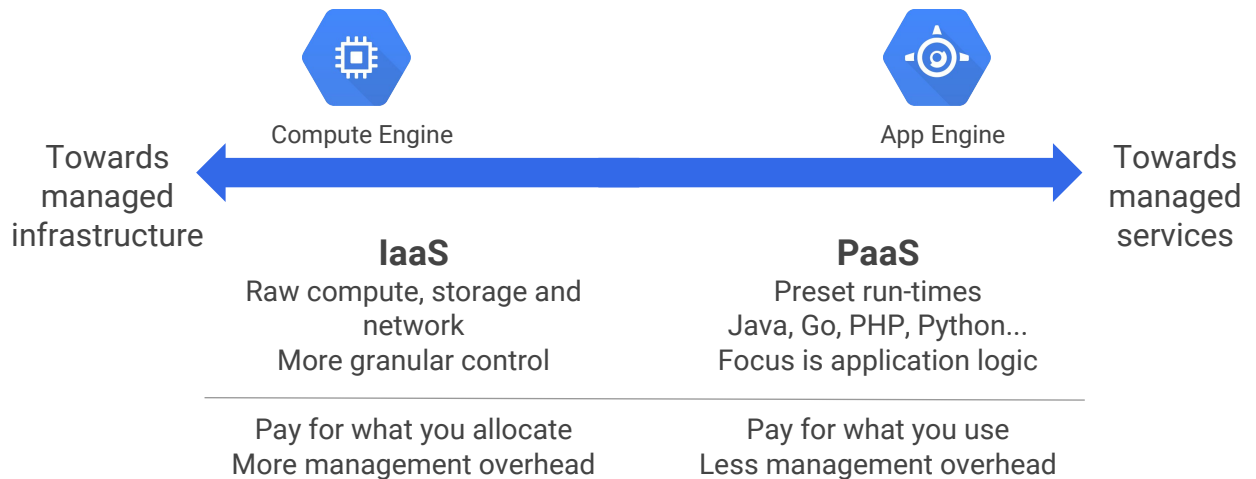 Compute Engine
App Engine
Towards
managed
infrastructure
Towards
managed
services
IaaS
Raw compute, storage and
network
More granular control
PaaS
Preset run-times
Java, Go, PHP, Python...
Focus is application logic
Pay for what you allocate
More management overhead
Pay for what you use
Less management overhead